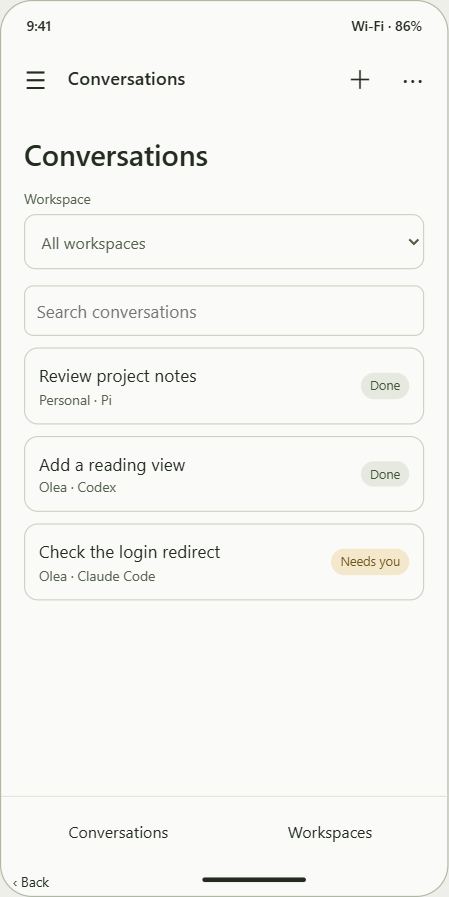 9:41
Wi-Fi · 86%
Conversations
Conversations
Workspace
All workspaces
Search conversations
Review project notes
Personal · Pi
Done
Add a reading view
Olea · Codex
Done
Check the login redirect
Olea · Claude Code
Needs you
Conversations
Workspaces
‹ Back